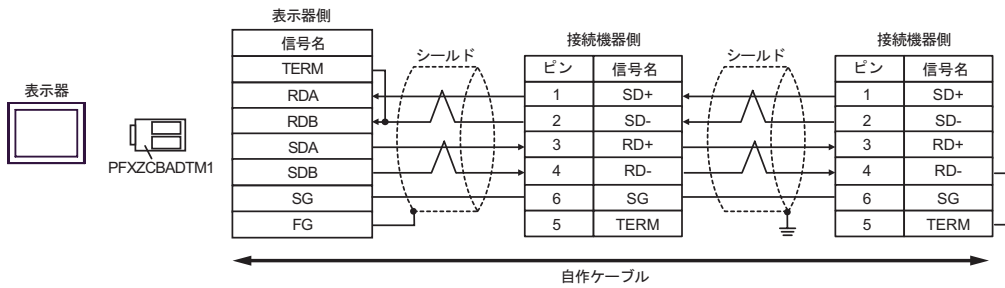 表示器
PFXZCBADTM1
表示器側
信号名
TERM
RDA
RDB
SDA
SDB
SG
FG
シールド
接続機器側
ピン 信号名
1 SD+
2 SD-
3 RD+
4 RD-
6 SG
5 TERM
シールド
接続機器側
ピン 信号名
1 SD+
2 SD-
3 RD+
4 RD-
6 SG
5 TERM
自作ケーブル